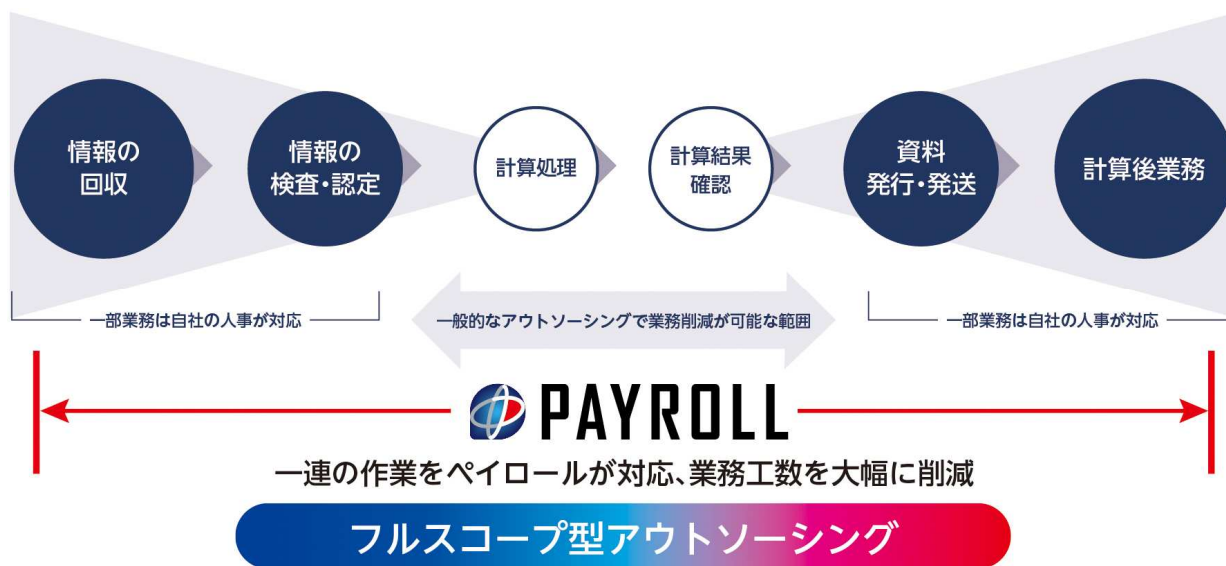 情報の
回収
情報の
検査・認定
計算処理
計算結果
確認
資料
発行・発送
計算後業務
一部業務は自社の人事が対応
一般的なアウトソーシングで業務削減が可能な範囲
一部業務は自社の人事が対応
PAYROLL
一連の作業をペイロールが対応、業務工数を大幅に削減
フルスコープ型アウトソーシング